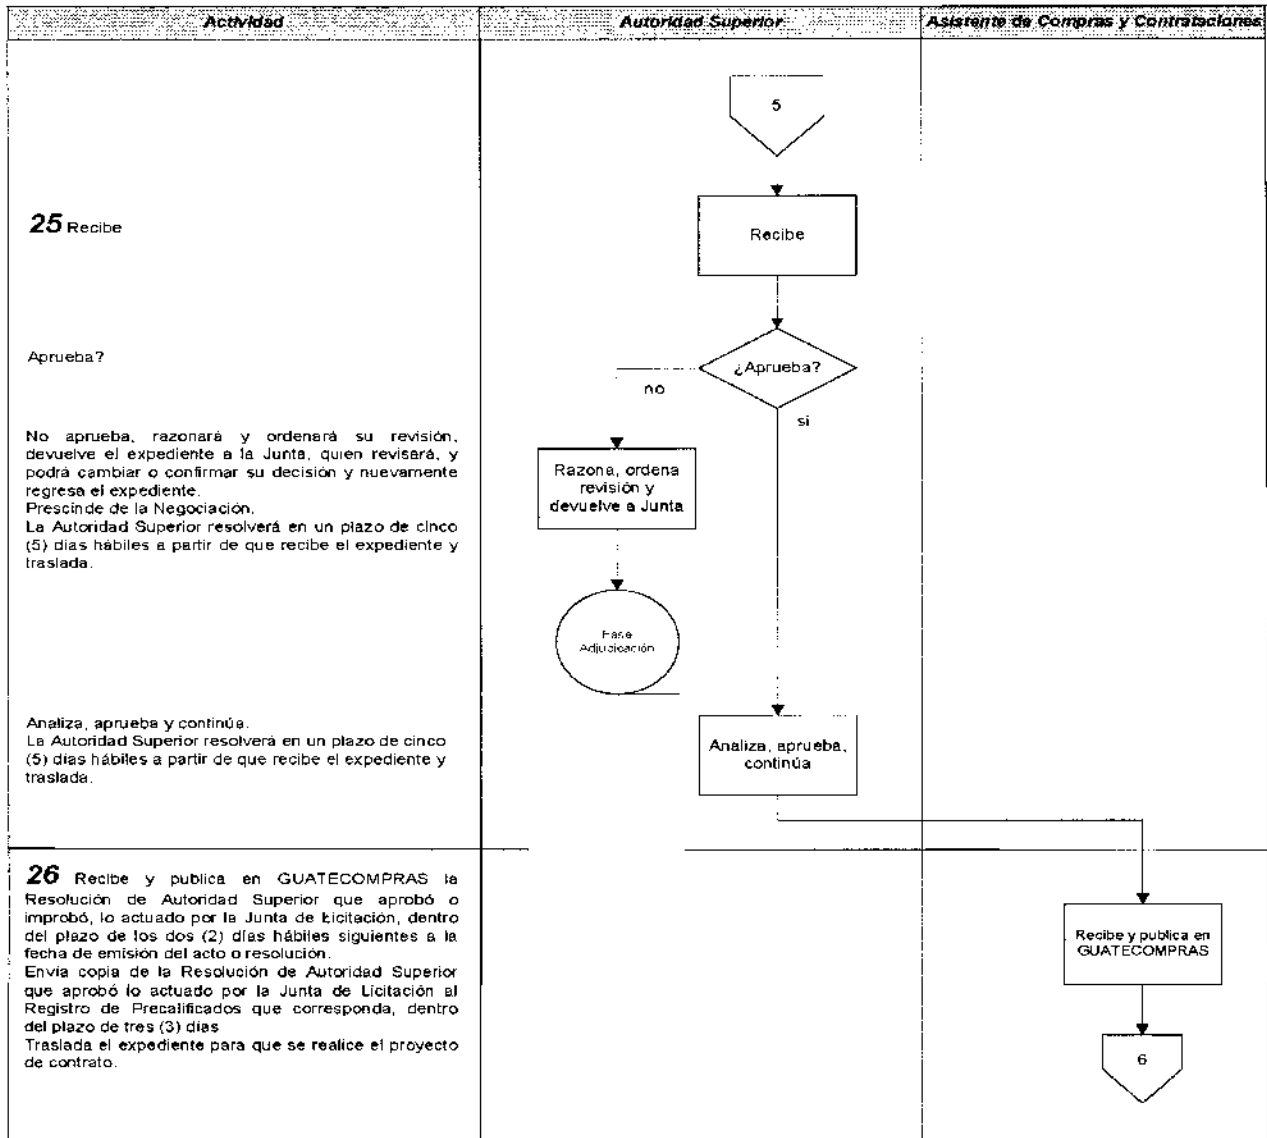 Actividad
Autoridad Superior
Asistente de Compras y Contrataciones
5
25 Recibe
Recibe
Aprueba?
¿Aprueba?
no
si
No aprueba, razonará y ordenará su revisión,
devuelve el expediente a la Junta, quien revisará, y
podrá cambiar o confirmar su decisión y nuevamente
regresa el expediente.
Prescinde de la Negociación.
La Autoridad Superior resolverá en un plazo de cinco
(5) días hábiles a partir de que recibe el expediente y
traslada.
Razona, ordena
revisión y
devuelve a Junta
Fase
Adjudicación
Analiza, aprueba y continúa.
La Autoridad Superior resolverá en un plazo de cinco
(5) días hábiles a partir de que recibe el expediente y
traslada.
Analiza, aprueba,
continúa
26 Recibe y publica en GUATECOMPRAS la
Resolución de Autoridad Superior que aprobó o
improbó, lo actuado por la Junta de Licitación, dentro
del plazo de los dos (2) días hábiles siguientes a la
fecha de emisión del acto o resolución.
Envía copia de la Resolución de Autoridad Superior
que aprobó lo actuado por la Junta de Licitación al
Registro de Precalificados que corresponda, dentro
del plazo de tres (3) días
Traslada el expediente para que se realice el proyecto
de contrato.
Recibe y publica en
GUATECOMPRAS
6